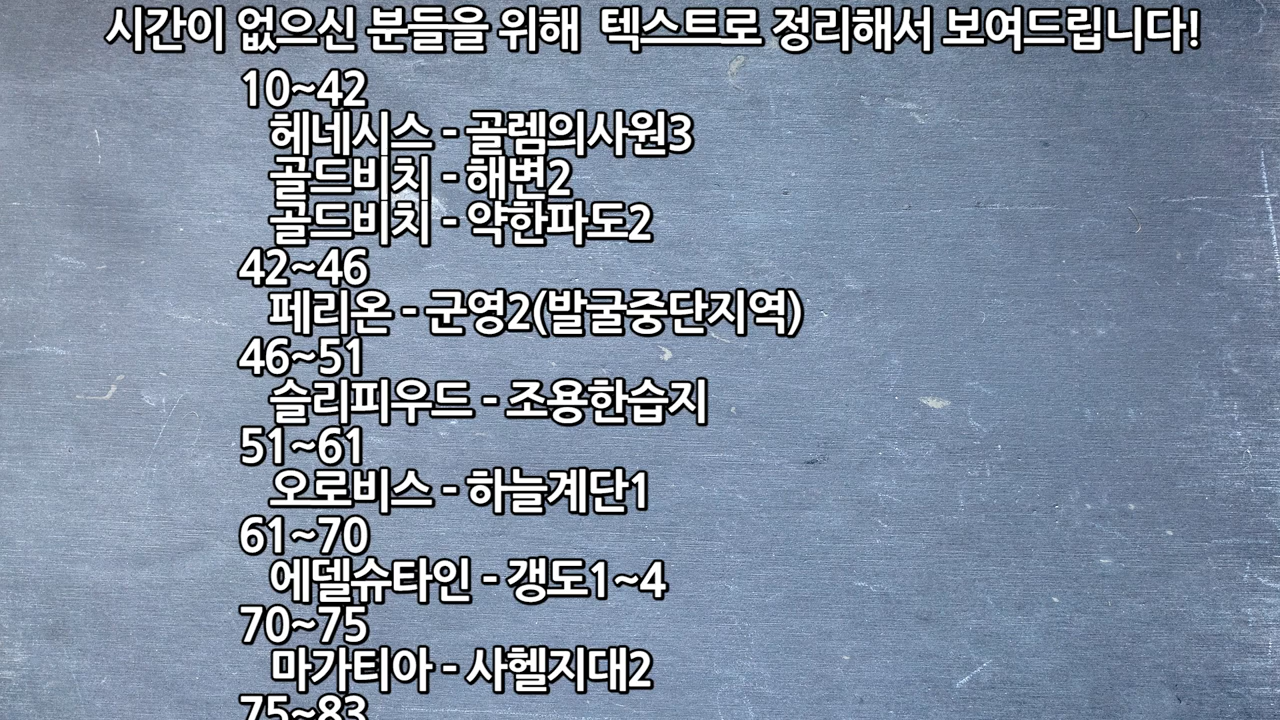 시간이 없으신 분들을 위해 텍스트로 정리해서 보여드립니다!
10~42
헤네시스 - 골렘의사원3
골드비치 - 해변2
골드비치 - 약한파도2
42~46
페리온 - 군영2(발굴중단지역)
46~51
슬리피우드 - 조용한습지
51~61
오로비스 - 하늘계단1
61~70
에델슈타인 - 갱도1~4
70~75
마가티아 - 사헬지대2
75~83